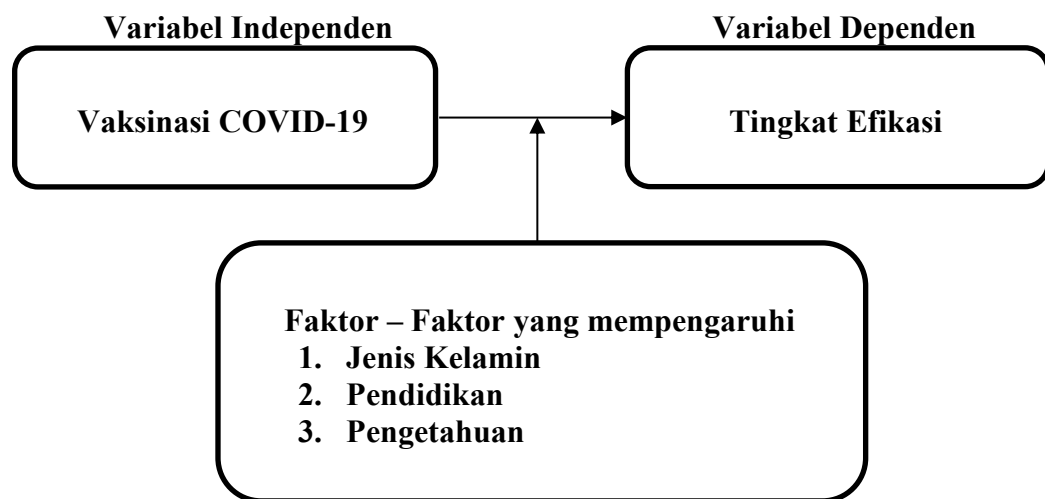 Variabel Independen
Variabel Dependen
Vaksinasi COVID-19
Tingkat Efikasi
Faktor – Faktor yang mempengaruhi
1. Jenis Kelamin
2. Pendidikan
3. Pengetahuan